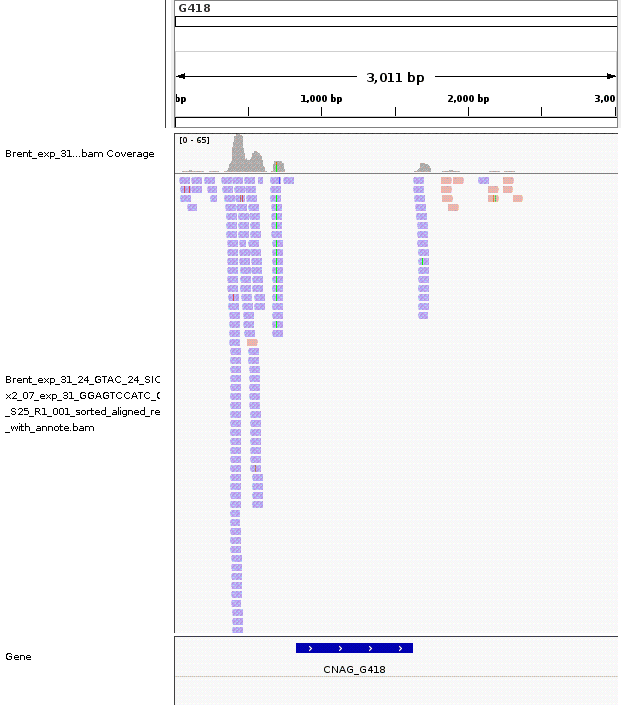 G418
3,011 bp
bp 1,000 bp 2,000 bp 3,00
[0 - 65]
Brent_exp_31...bam Coverage
Brent_exp_31_24_GTAC_24_SIC
x2_07_exp_31_GGAGTCCATC_
_S25_R1_001_sorted_aligned_re
_with_annote.bam
Gene
CNAG_G418